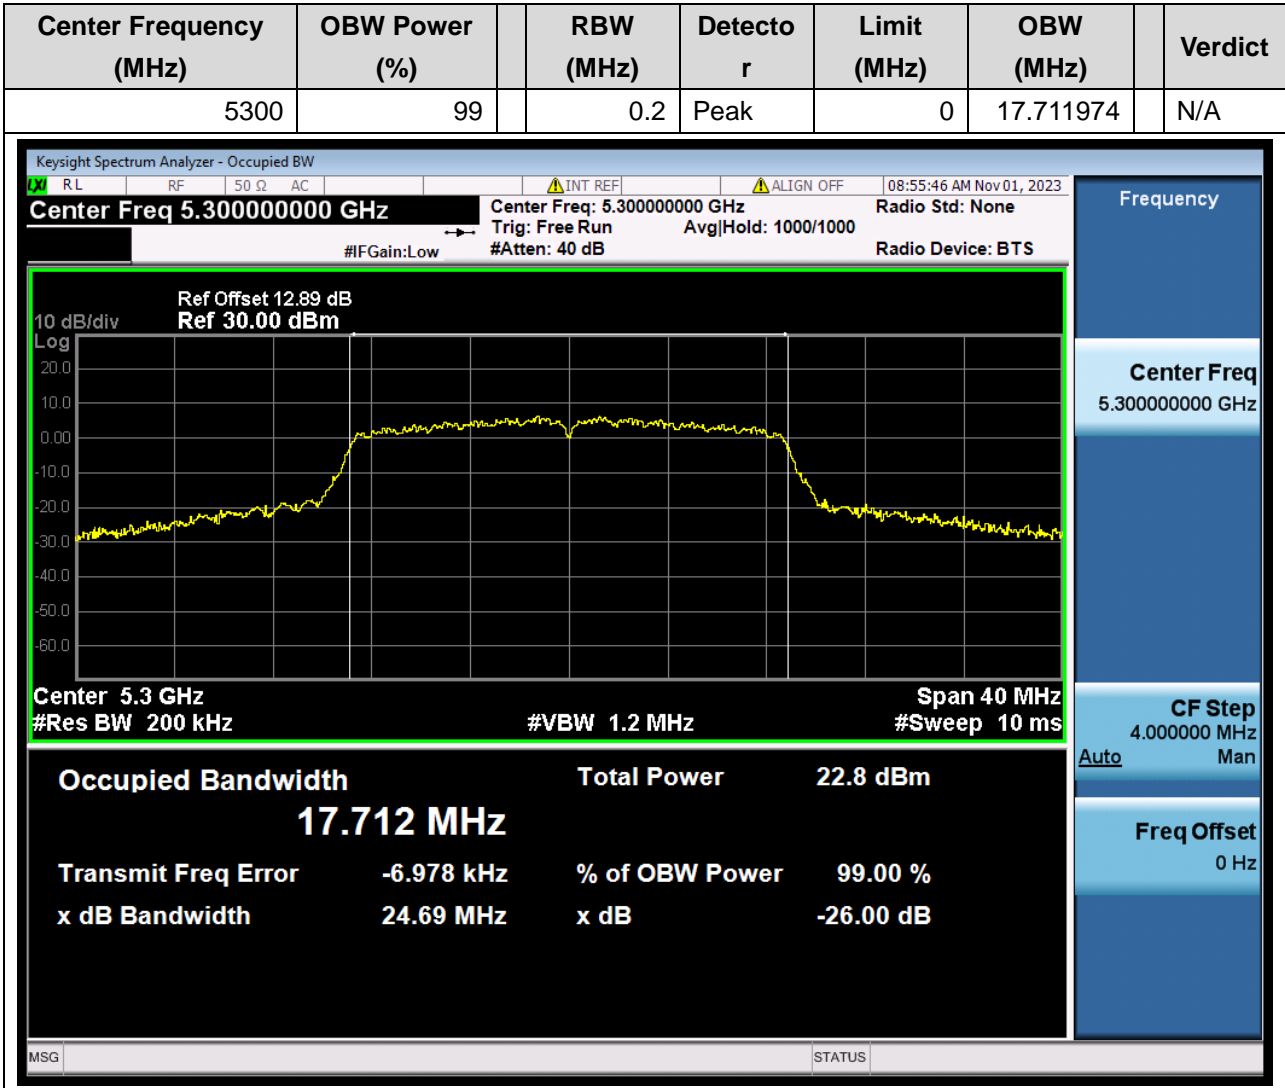 Center Frequency (MHz) OBW Power (%) RBW (MHz) Detector Limit (MHz) OBW (MHz) Verdict
5300 99 0.2 Peak 0 17.711974 N/A
Keysight Spectrum Analyzer - Occupied BW
LXI RL RF 50 Ω AC INT REF ALIGN OFF 08:55:46 AM Nov 01, 2023
Center Freq 5.300000000 GHz
Center Freq: 5.300000000 GHz Radio Std: None
Trig: Free Run Avg|Hold: 1000/1000
#IFGain:Low #Atten: 40 dB Radio Device: BTS
Ref Offset 12.89 dB
10 dB/div Ref 30.00 dBm
Log
20.0
10.0
0.00
-10.0
-20.0
-30.0
-40.0
-50.0
-60.0
Center 5.3 GHz Span 40 MHz
#Res BW 200 kHz #VBW 1.2 MHz #Sweep 10 ms
Occupied Bandwidth Total Power 22.8 dBm
17.712 MHz
Transmit Freq Error -6.978 kHz % of OBW Power 99.00 %
x dB Bandwidth 24.69 MHz x dB -26.00 dB
Frequency
Center Freq
5.300000000 GHz
CF Step
4.000000 MHz
Auto Man
Freq Offset
0 Hz
MSG STATUS